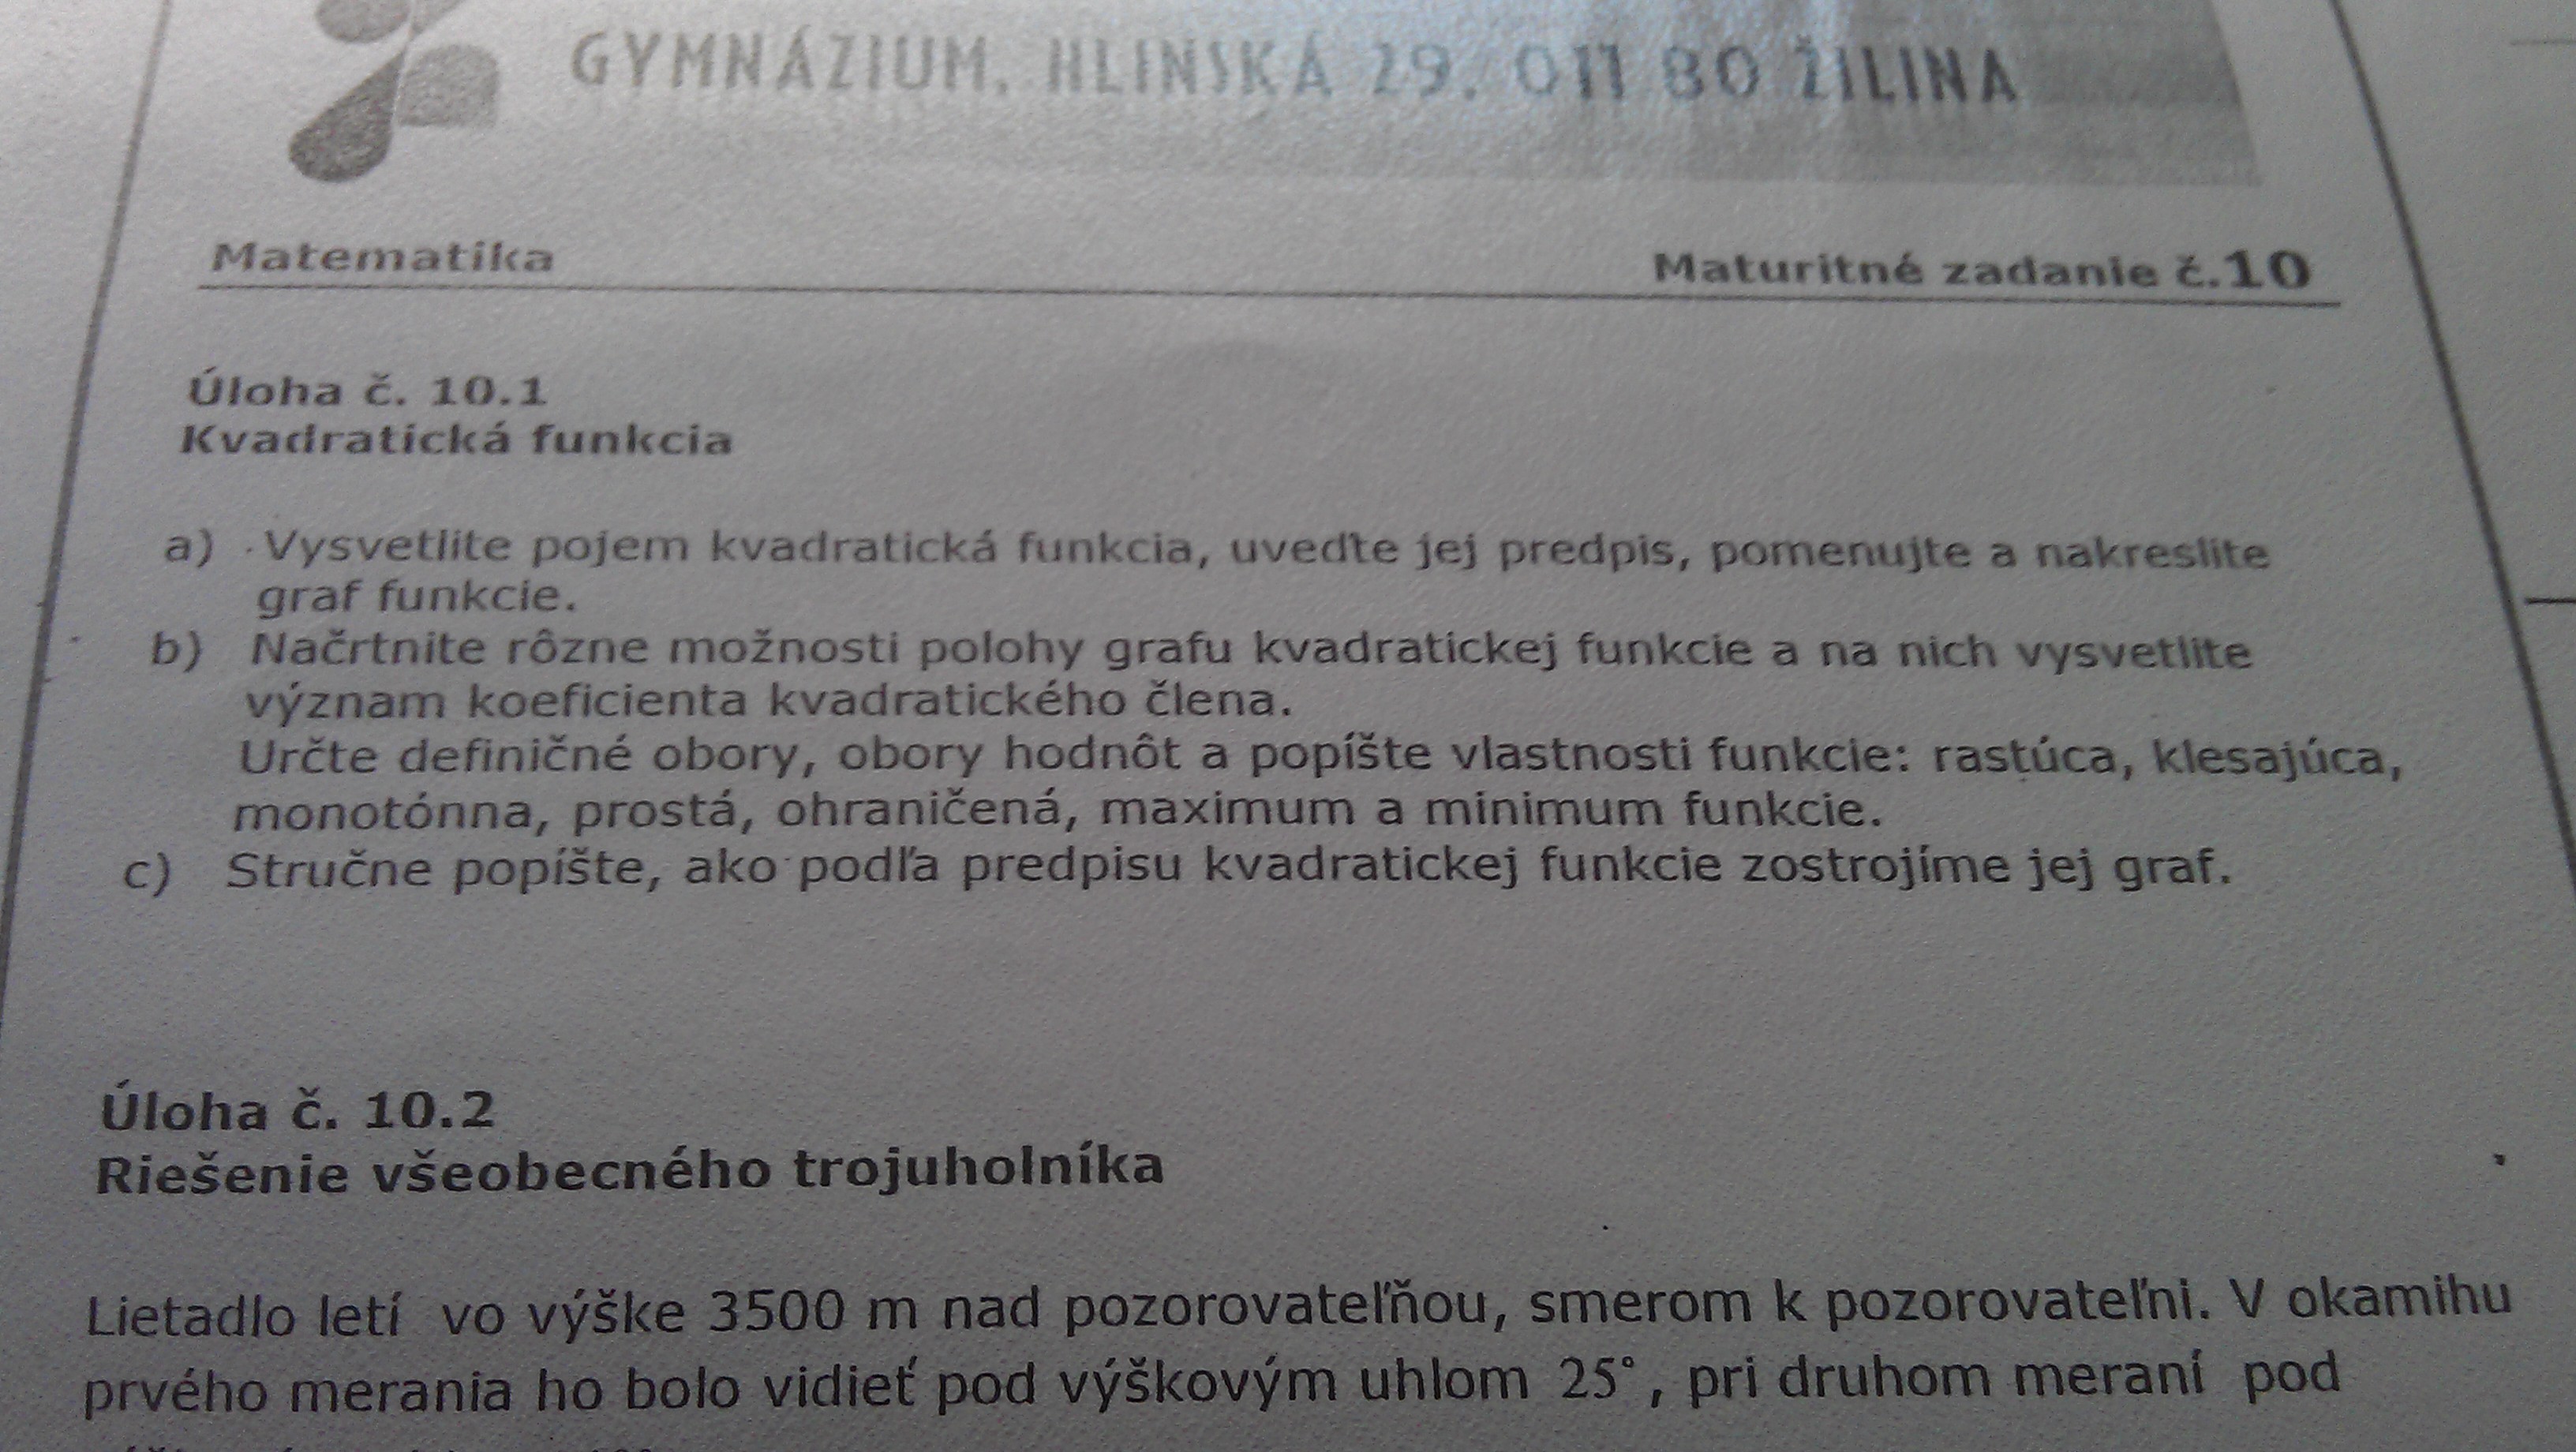 GYMNÁZIUM, HLINSKÁ 29, 011 80 ŽILINA
Matematika
Maturitné zadanie č.10
Úloha č. 10.1
Kvadratická funkcia
a) Vysvetlite pojem kvadratická funkcia, uveďte jej predpis, pomenujte a nakreslite
graf funkcie.
b) Načrtnite rôzne možnosti polohy grafu kvadratickej funkcie a na nich vysvetlite
význam koeficienta kvadratického člena.
Určte definičné obory, obory hodnôt a popíšte vlastnosti funkcie: rastúca, klesajúca,
monotónna, prostá, ohraničená, maximum a minimum funkcie.
c) Stručne popíšte, ako podľa predpisu kvadratickej funkcie zostrojíme jej graf.
Úloha č. 10.2
Riešenie všeobecného trojuholníka
Lietadlo letí vo výške 3500 m nad pozorovateľňou, smerom k pozorovateľni. V okamihu
prvého merania ho bolo vidieť pod výškovým uhlom 25°, pri druhom meraní pod